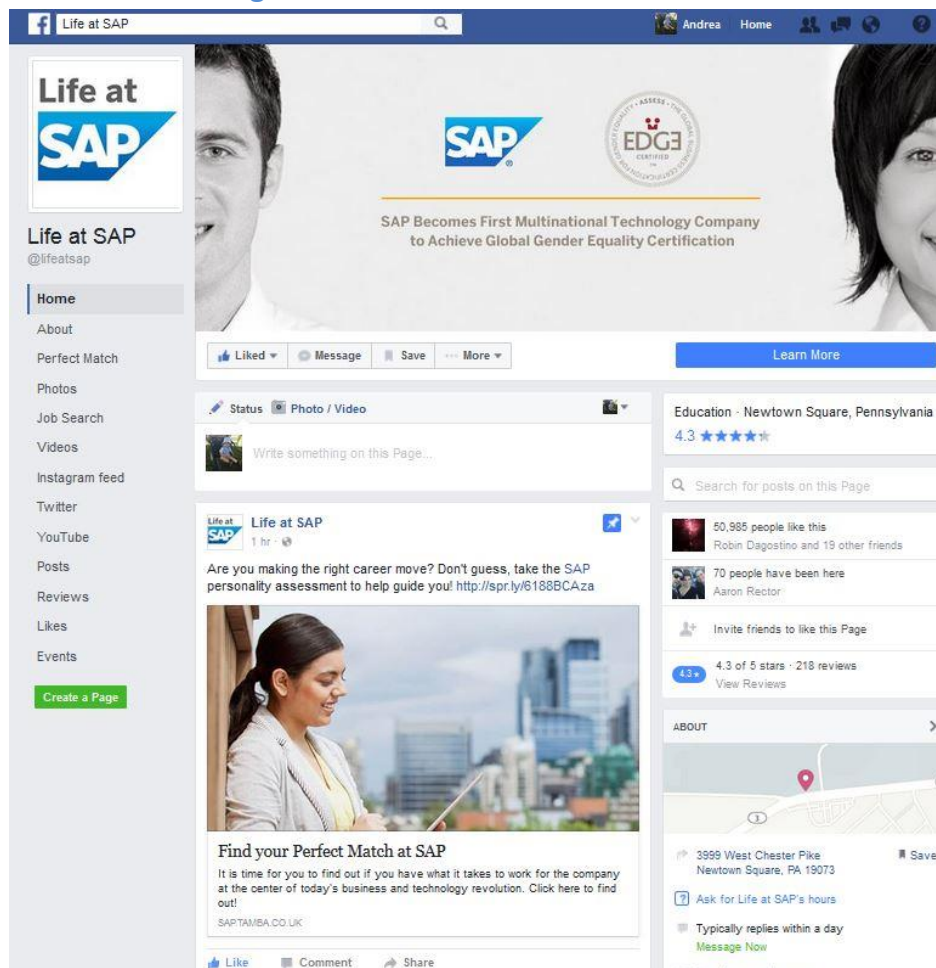 Life at SAP
Andrea
Home
Life at
SAP
SAP
EDGE
CERTIFIED
SAP Becomes First Multinational Technology Company
to Achieve Global Gender Equality Certification
Life at SAP
@lifeatsap
Home
About
Perfect Match
Photos
Job Search
Videos
Instagram feed
Twitter
YouTube
Posts
Reviews
Likes
Events
Create a Page
Liked
Message
Save
More
Learn More
Status
Photo / Video
Write something on this Page...
Life at
SAP
Life at SAP
1 hr
Are you making the right career move? Don't guess, take the SAP
personality assessment to help guide you! http://spr.ly/6188BCAza
Find your Perfect Match at SAP
It is time for you to find out if you have what it takes to work for the company
at the center of today's business and technology revolution. Click here to find
out!
SAP.TAMBA.CO.UK
Like
Comment
Share
Education · Newtown Square, Pennsylvania
4.3
Search for posts on this Page
50,985 people like this
Robin Dagostino and 19 other friends
70 people have been here
Aaron Rector
Invite friends to like this Page
4.3
4.3 of 5 stars · 218 reviews
View Reviews
ABOUT
3
3999 West Chester Pike
Newtown Square, PA 19073
Save
Ask for Life at SAP's hours
Typically replies within a day
Message Now